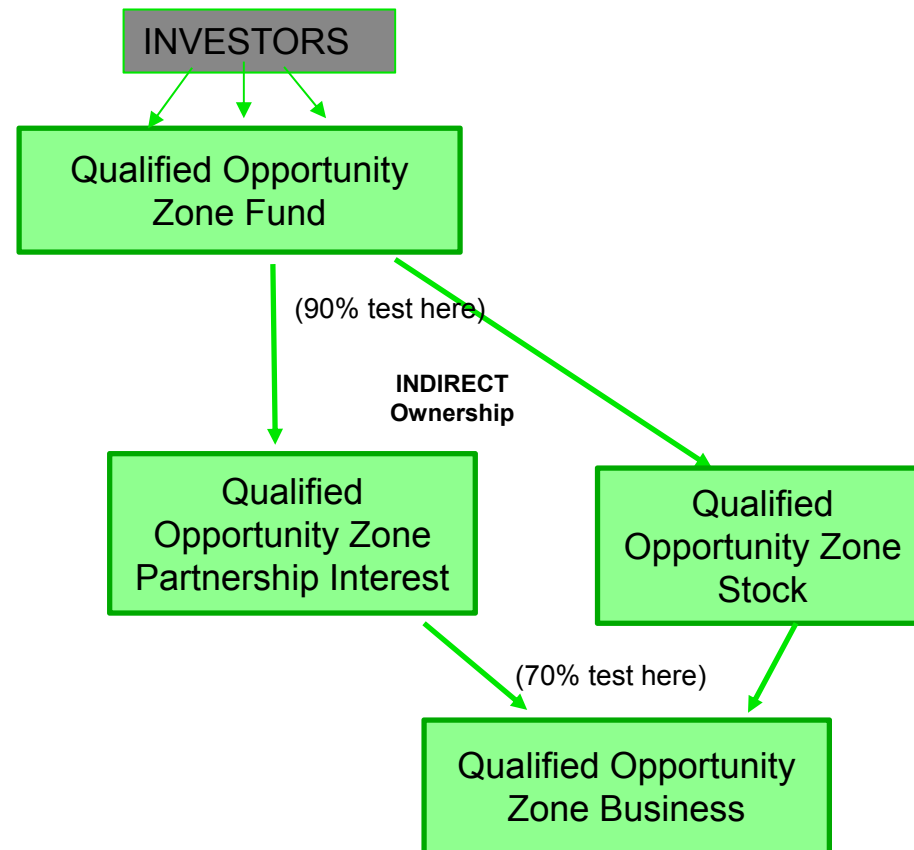 INVESTORS
Qualified Opportunity
Zone Fund
(90% test here)
INDIRECT
Ownership
Qualified
Opportunity Zone
Partnership Interest
Qualified
Opportunity Zone
Stock
(70% test here)
Qualified Opportunity
Zone Business